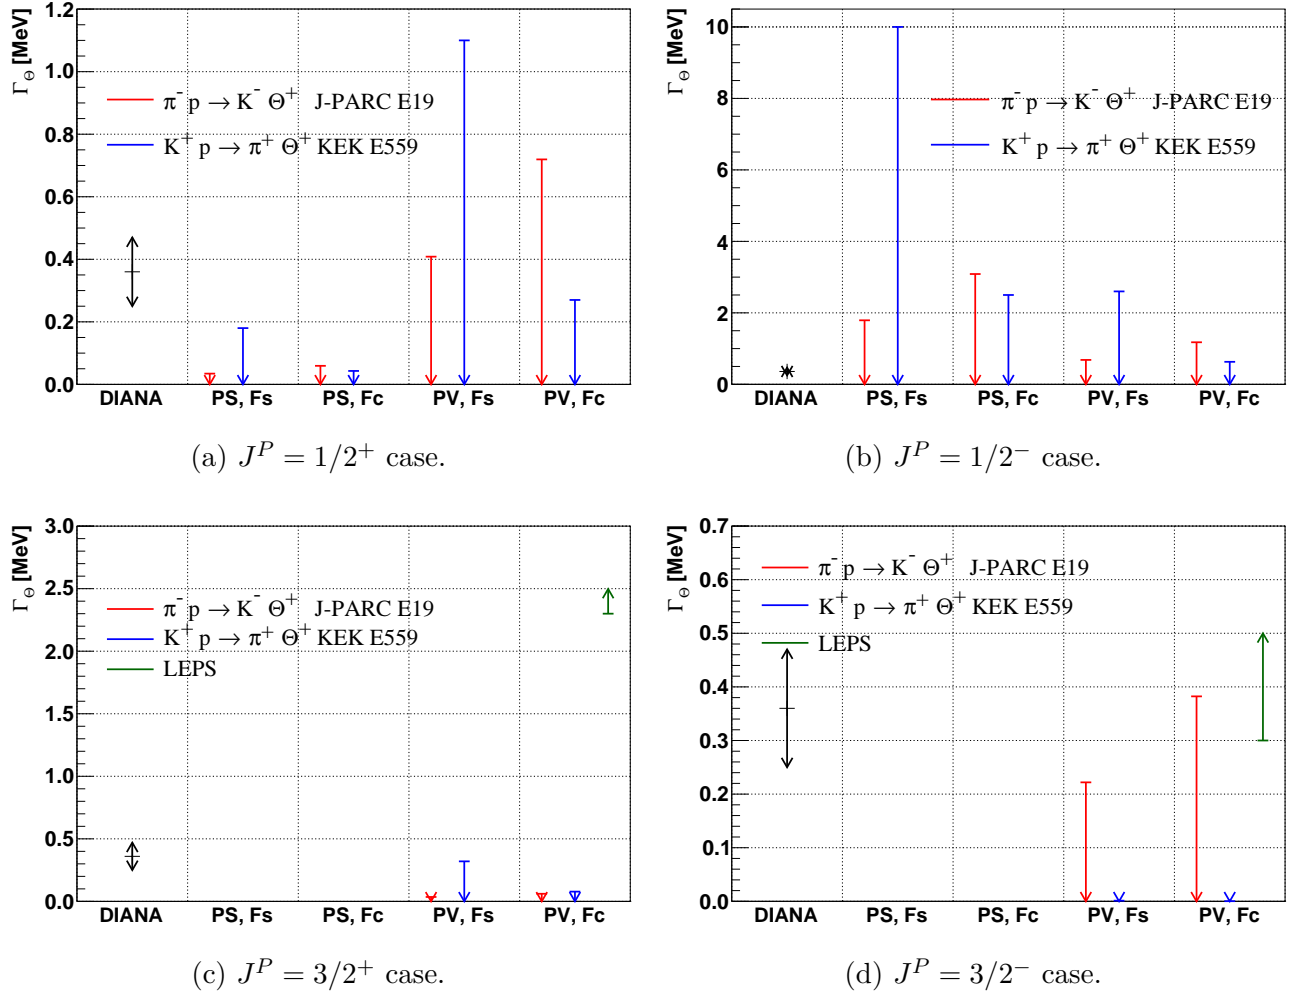 Γ_Θ [MeV]
1.2
1.0
0.8
0.6
0.4
0.2
0.0
π⁻ p → K⁻ Θ⁺ J-PARC E19
K⁺ p → π⁺ Θ⁺ KEK E559
DIANA PS, Fs PS, Fc PV, Fs PV, Fc
(a) J^P = 1/2⁺ case.
Γ_Θ [MeV]
10
8
6
4
2
0
π⁻ p → K⁻ Θ⁺ J-PARC E19
K⁺ p → π⁺ Θ⁺ KEK E559
DIANA PS, Fs PS, Fc PV, Fs PV, Fc
(b) J^P = 1/2⁻ case.
Γ_Θ [MeV]
3.0
2.5
2.0
1.5
1.0
0.5
0.0
π⁻ p → K⁻ Θ⁺ J-PARC E19
K⁺ p → π⁺ Θ⁺ KEK E559
LEPS
DIANA PS, Fs PS, Fc PV, Fs PV, Fc
(c) J^P = 3/2⁺ case.
Γ_Θ [MeV]
0.7
0.6
0.5
0.4
0.3
0.2
0.1
0.0
π⁻ p → K⁻ Θ⁺ J-PARC E19
K⁺ p → π⁺ Θ⁺ KEK E559
LEPS
DIANA PS, Fs PS, Fc PV, Fs PV, Fc
(d) J^P = 3/2⁻ case.